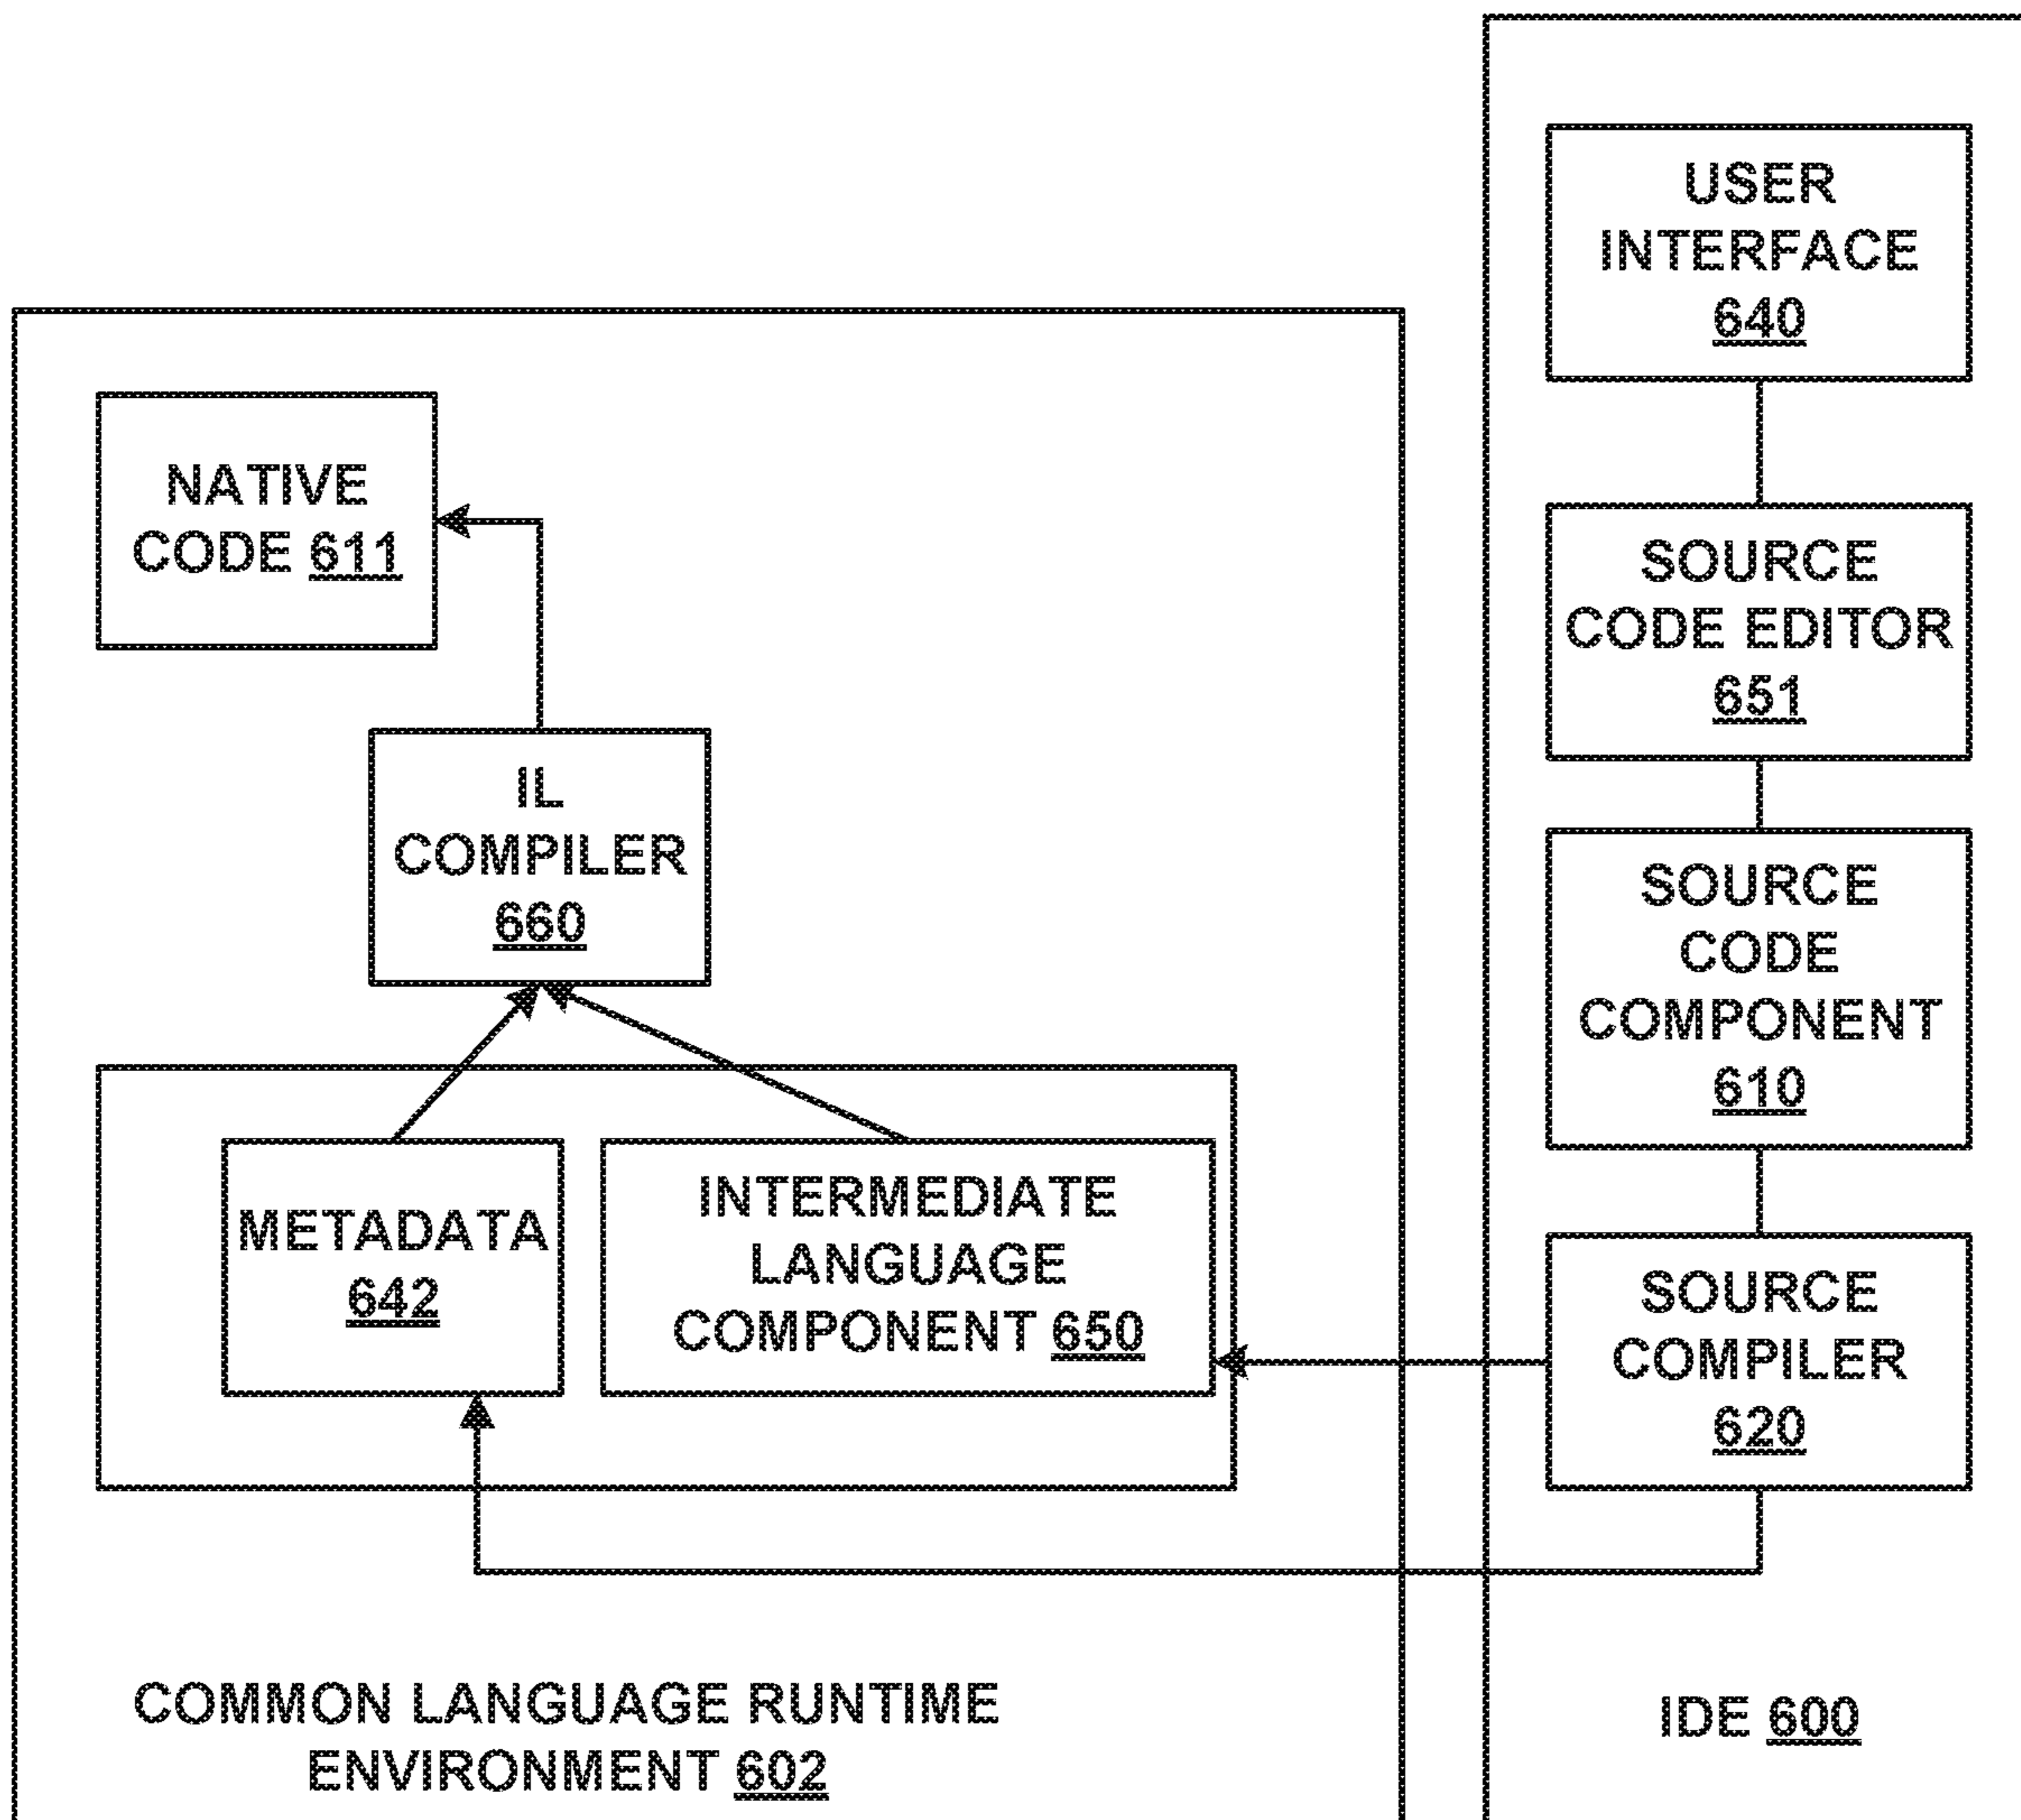 USER
INTERFACE
640
NATIVE
CODE 611
SOURCE
CODE EDITOR
651
IL
COMPILER
660
SOURCE
CODE
COMPONENT
610
METADATA
642
INTERMEDIATE
LANGUAGE
COMPONENT 650
SOURCE
COMPILER
620
COMMON LANGUAGE RUNTIME
ENVIRONMENT 602
IDE 600